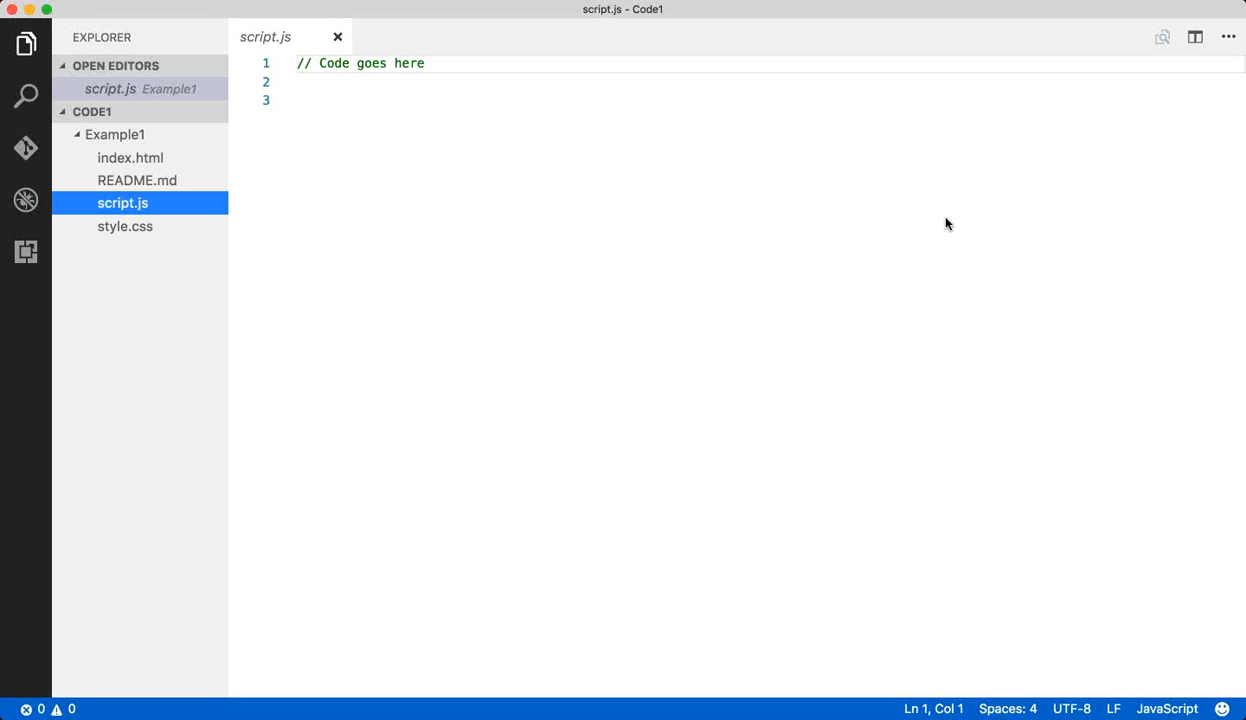 script.js - Code1
EXPLORER
OPEN EDITORS
script.js Example1
CODE1
Example1
index.html
README.md
script.js
style.css
script.js
1 // Code goes here
2
3
0 0
Ln 1, Col 1 Spaces: 4 UTF-8 LF JavaScript